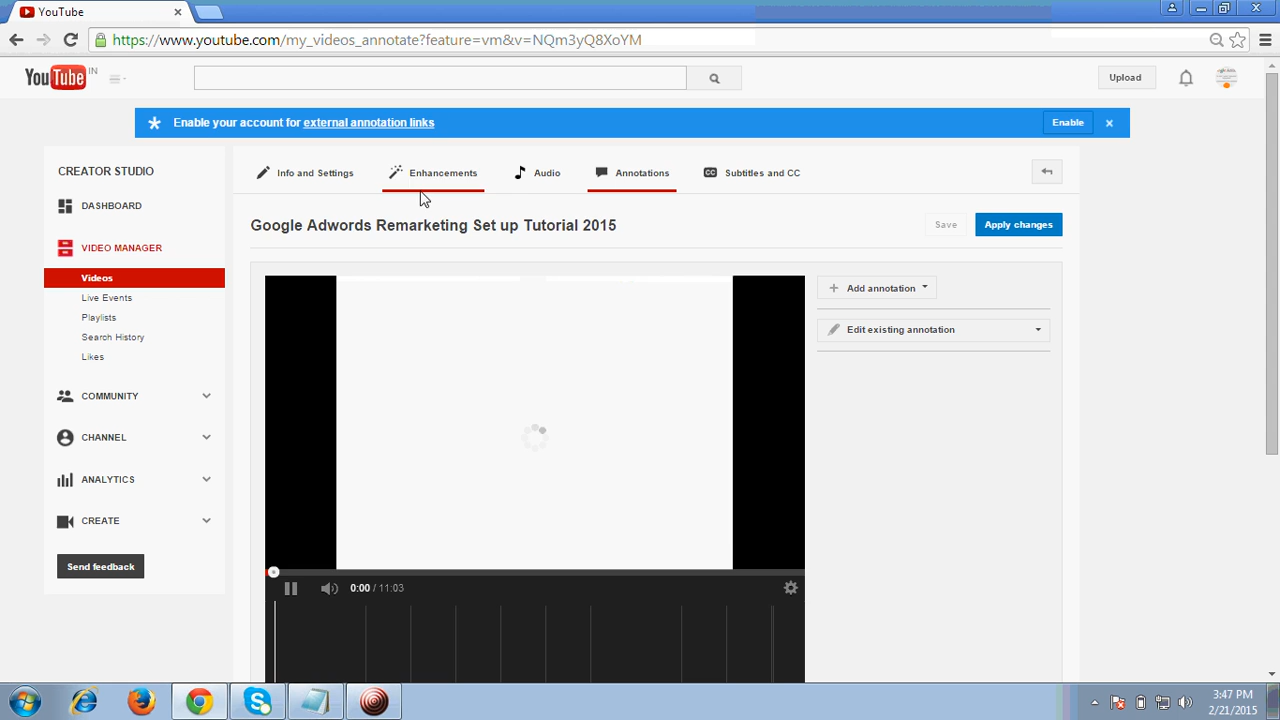 YouTube
https://www.youtube.com/my_videos_annotate?feature=vm&v=NQm3yQ8XoYM
YouTube IN
Upload
Enable your account for external annotation links
Enable
CREATOR STUDIO
DASHBOARD
VIDEO MANAGER
Videos
Live Events
Playlists
Search History
Likes
COMMUNITY
CHANNEL
ANALYTICS
CREATE
Send feedback
Info and Settings
Enhancements
Audio
Annotations
CC Subtitles and CC
Google Adwords Remarketing Set up Tutorial 2015
Save
Apply changes
Add annotation
Edit existing annotation
0:00 / 11:03
3:47 PM
2/21/2015